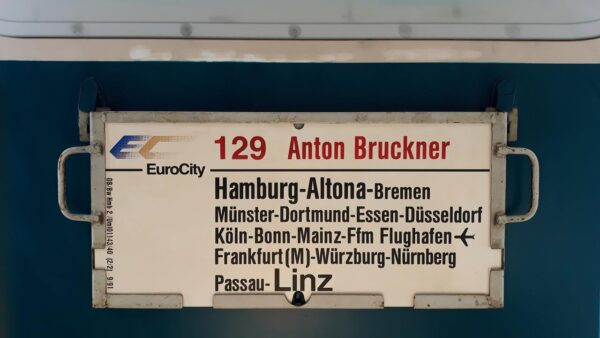 EC
EuroCity
129 Anton Bruckner
Hamburg-Altona-Bremen
Münster-Dortmund-Essen-Düsseldorf
Köln-Bonn-Mainz-Ffm Flughafen
Frankfurt(M)-Würzburg-Nürnberg
Passau-Linz